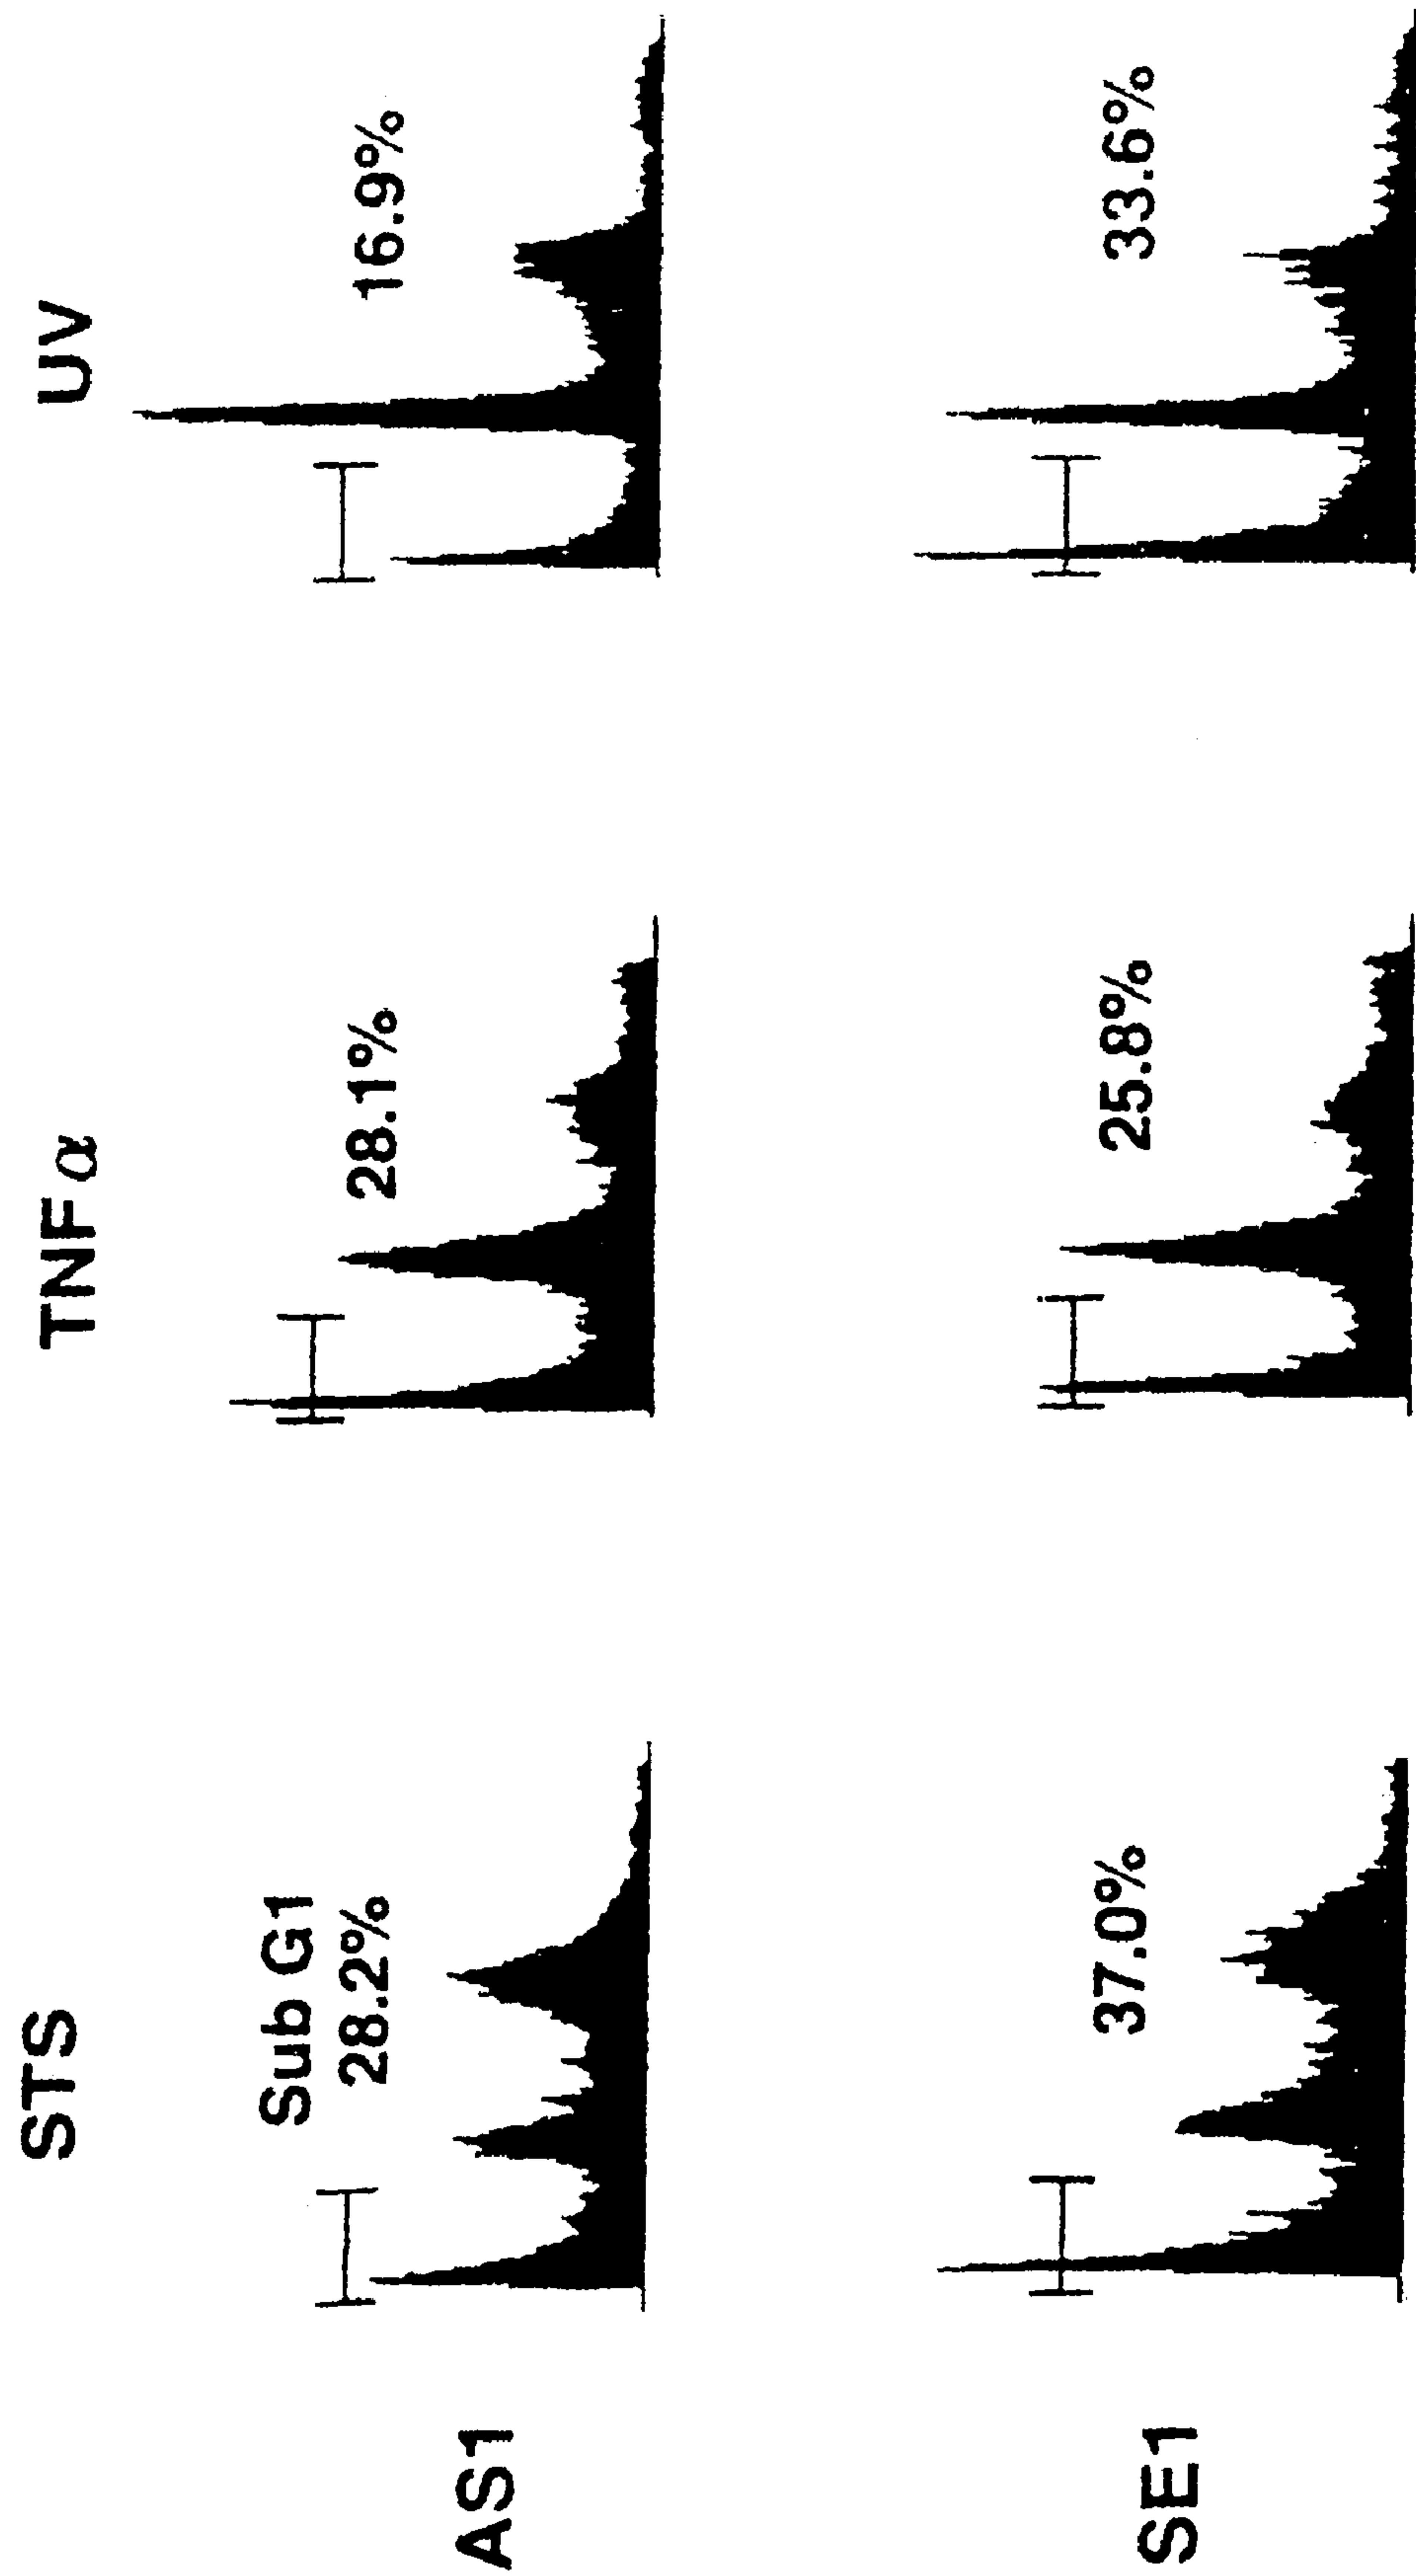 STS TNFα UV
Sub G1
28.2% 28.1% 16.9%
AS1
37.0% 25.8% 33.6%
SE1